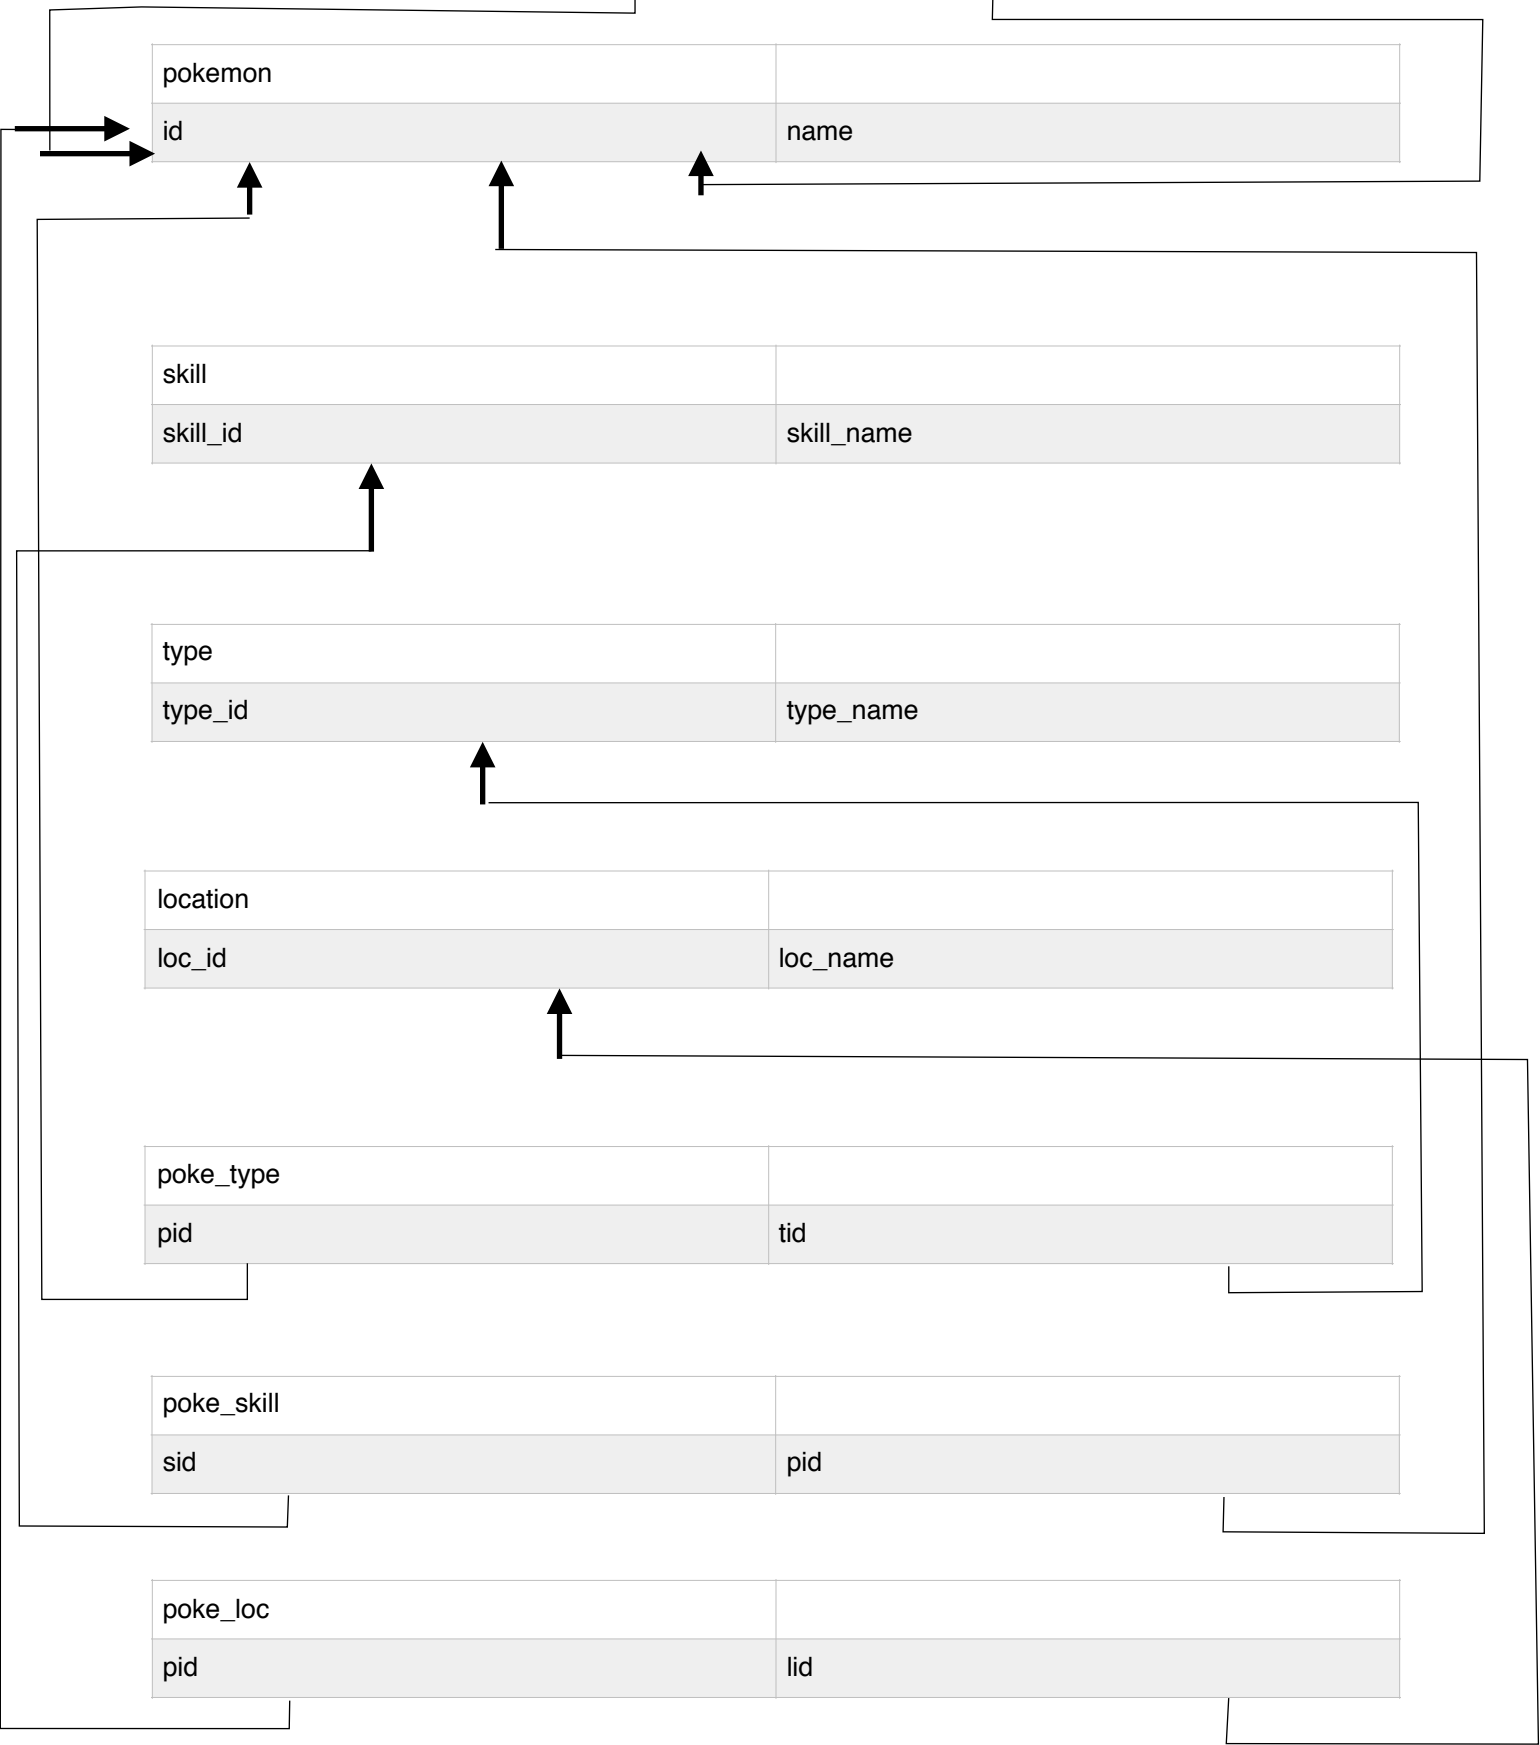 pokemon
id name
skill
skill_id skill_name
type
type_id type_name
location
loc_id loc_name
poke_type
pid tid
poke_skill
sid pid
poke_loc
pid lid